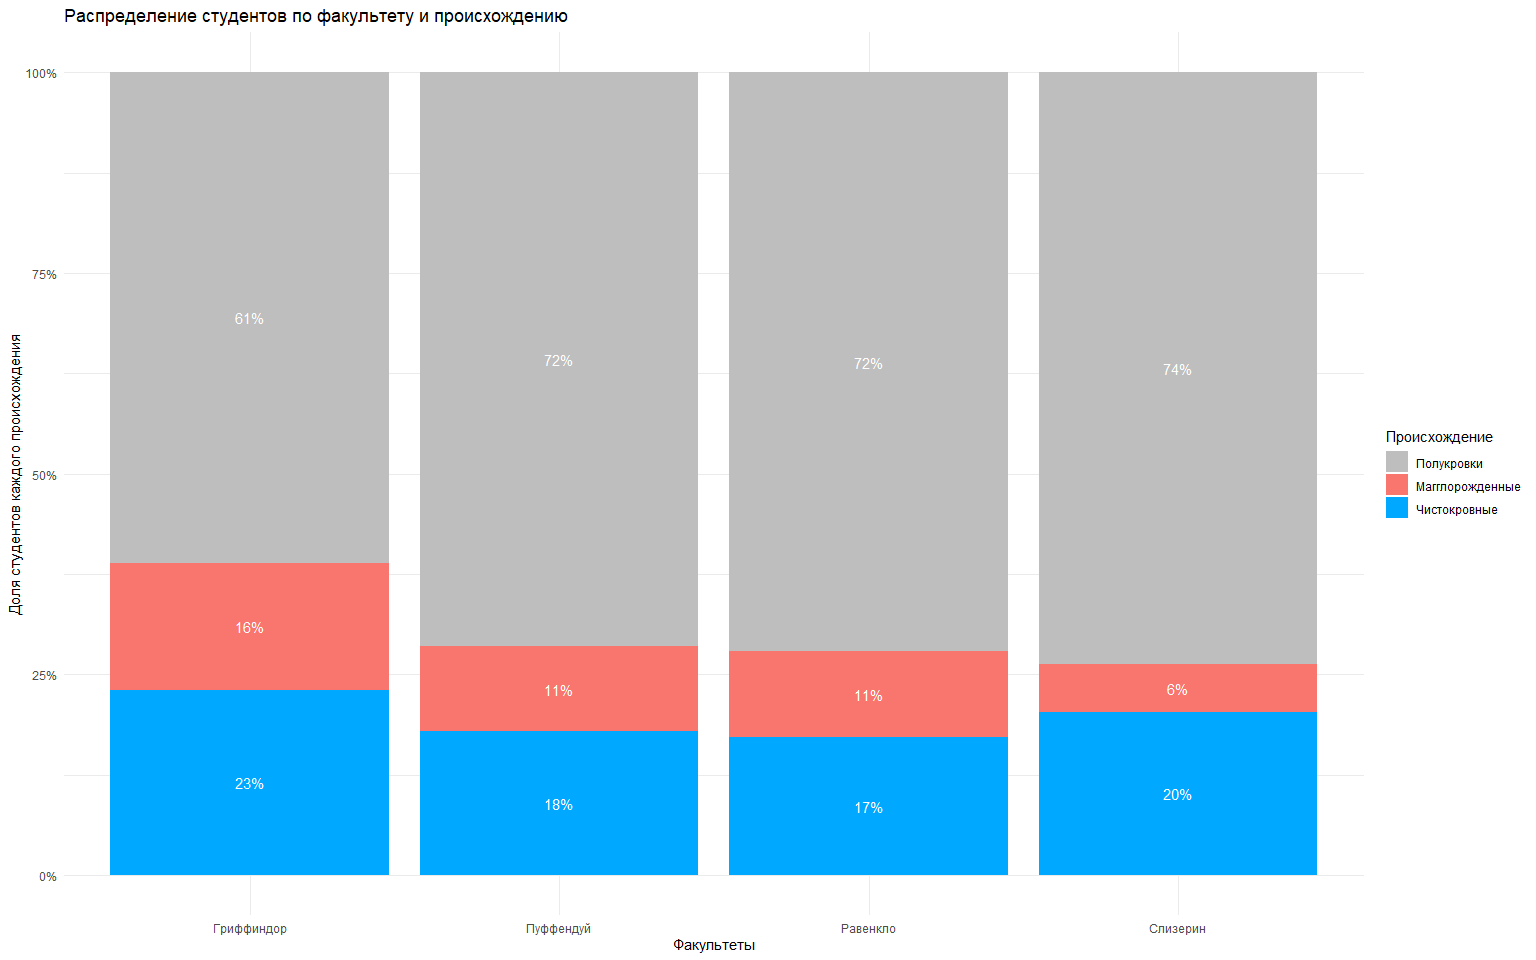 Распределение студентов по факультету и происхождению
Доля студентов каждого происхождения
100%
75%
50%
25%
0%
61%
72%
72%
74%
16%
11%
11%
6%
23%
18%
17%
20%
Гриффиндор
Пуффендуй
Равенкло
Слизерин
Факультеты
Происхождение
Полукровки
Магглорожденные
Чистокровные